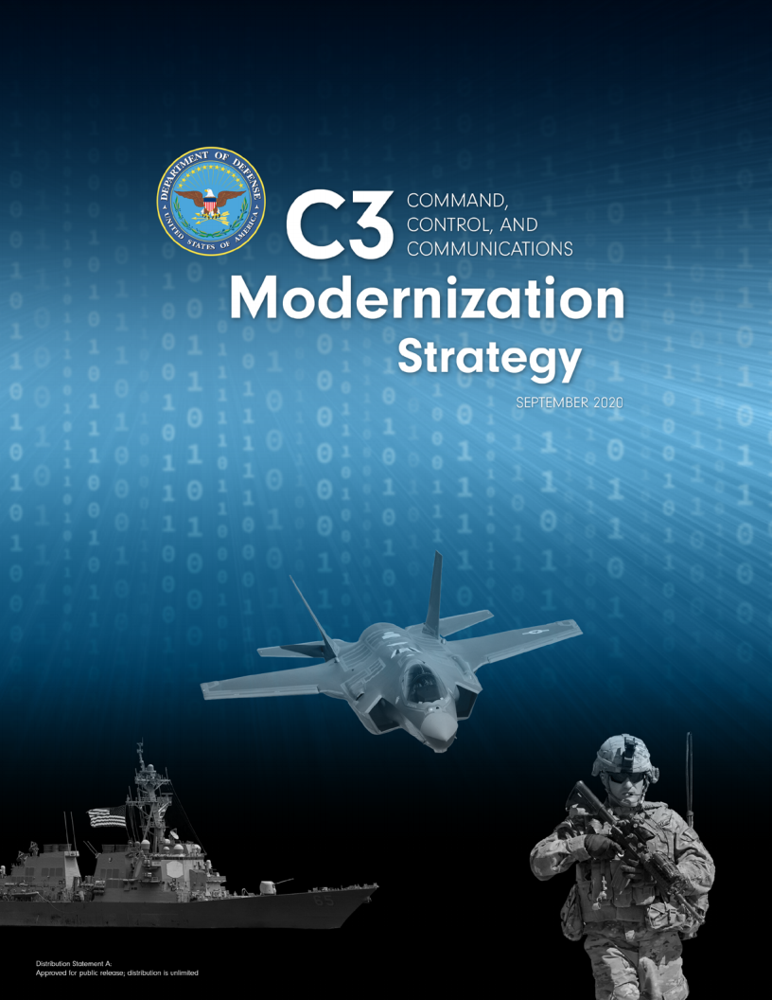 DEPARTMENT OF DEFENSE
UNITED STATES OF AMERICA
C3
COMMAND,
CONTROL, AND
COMMUNICATIONS
Modernization
Strategy
SEPTEMBER 2020
Distribution Statement A:
Approved for public release; distribution is unlimited